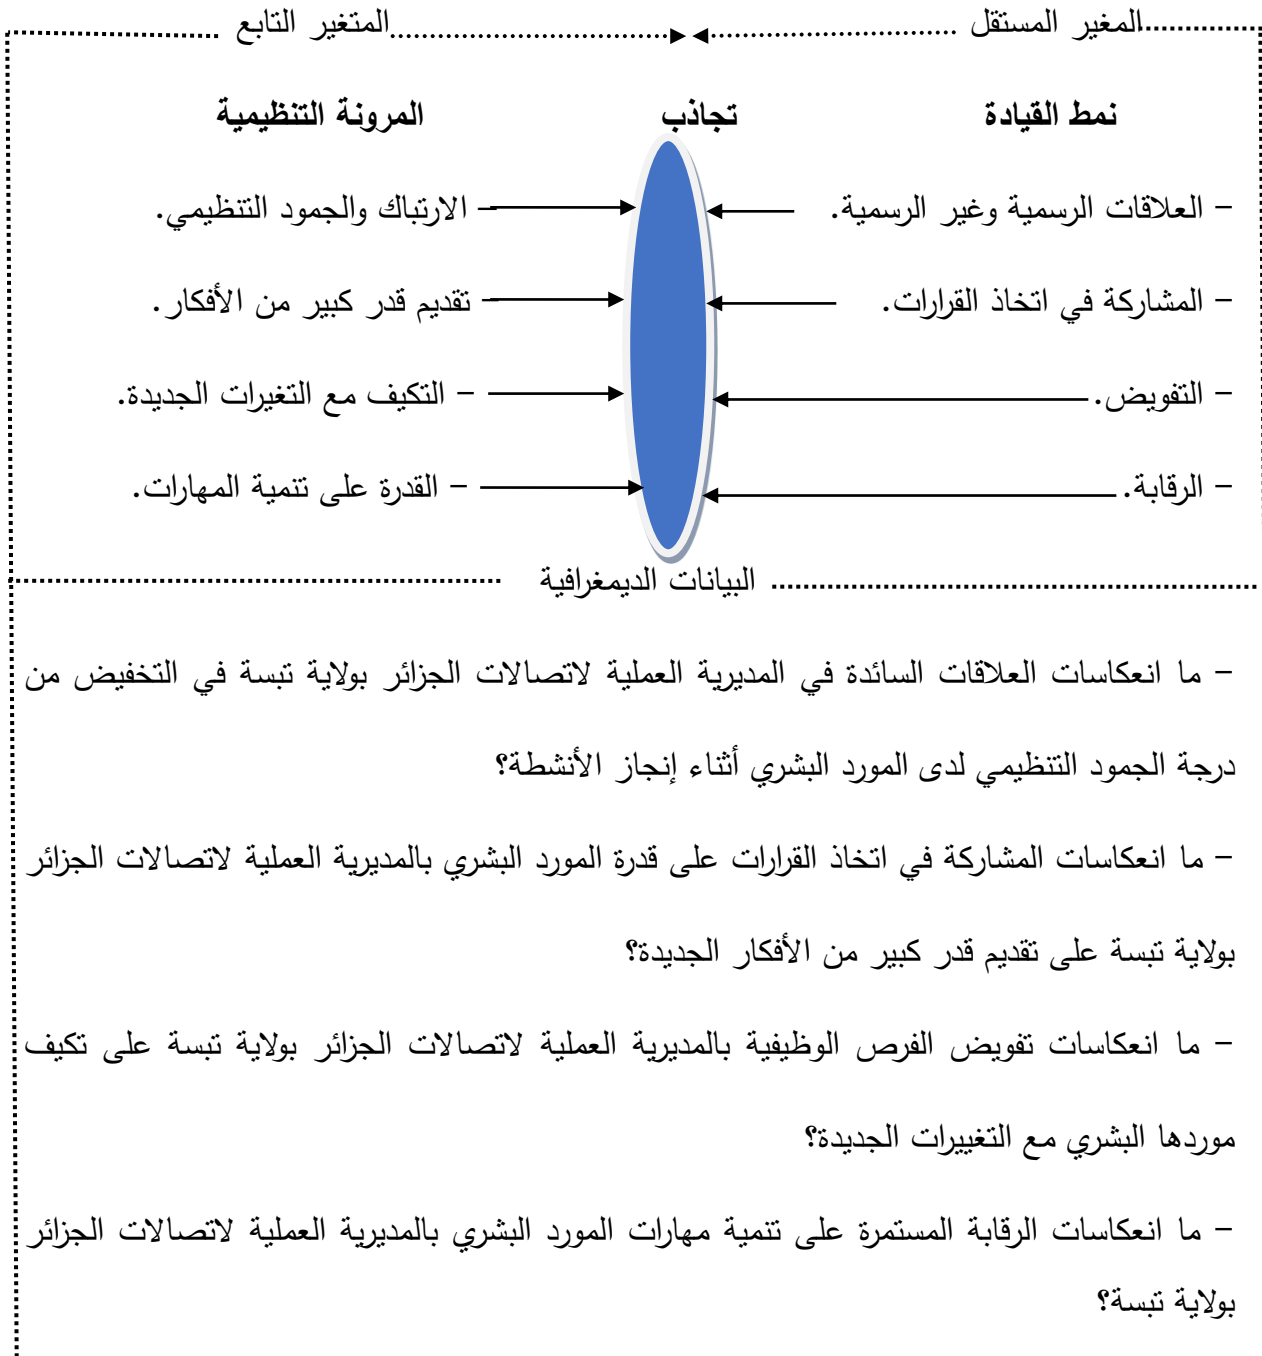 المغير المستقل المتغير التابع
نمط القيادة تجاذب المرونة التنظيمية
- العلاقات الرسمية وغير الرسمية. - الارتباك والجمود التنظيمي.
- المشاركة في اتخاذ القرارات. - تقديم قدر كبير من الأفكار.
- التفويض. - التكيف مع التغيرات الجديدة.
- الرقابة. - القدرة على تنمية المهارات.
البيانات الديمغرافية
- ما انعكاسات العلاقات السائدة في المديرية العملية لاتصالات الجزائر بولاية تبسة في التخفيض من
درجة الجمود التنظيمي لدى المورد البشري أثناء إنجاز الأنشطة؟
- ما انعكاسات المشاركة في اتخاذ القرارات على قدرة المورد البشري بالمديرية العملية لاتصالات الجزائر
بولاية تبسة على تقديم قدر كبير من الأفكار الجديدة؟
- ما انعكاسات تفويض الفرص الوظيفية بالمديرية العملية لاتصالات الجزائر بولاية تبسة على تكيف
موردها البشري مع التغييرات الجديدة؟
- ما انعكاسات الرقابة المستمرة على تنمية مهارات المورد البشري بالمديرية العملية لاتصالات الجزائر
بولاية تبسة؟